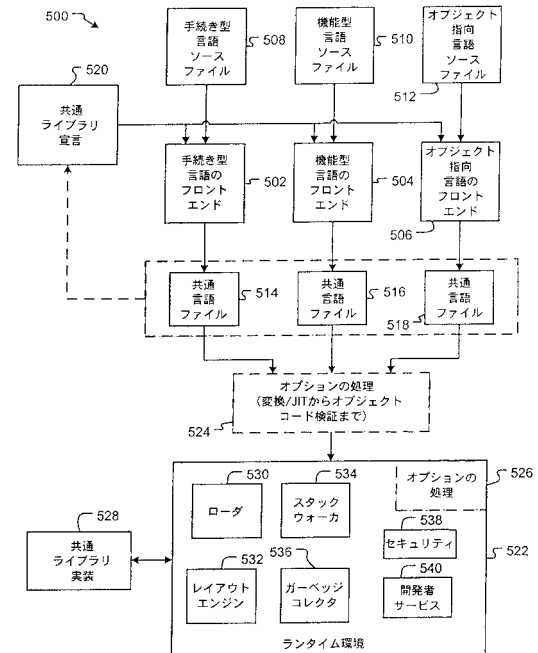 500
手続き型
言語
ソース
ファイル
508
機能型
言語
ソース
ファイル
510
オブジェクト
指向
言語
ソース
ファイル
512
520
共通
ライブラリ
宣言
手続き型
言語の
フロント
エンド
502
機能型
言語の
フロント
エンド
504
オブジェクト
指向
言語の
フロント
エンド
506
共通
言語
ファイル
514
共通
言語
ファイル
516
共通
言語
ファイル
518
オプションの処理
(変換/JITからオブジェクト
コード検証まで)
524
530
ローダ
534
スタック
ウォーカ
オプションの
処理
526
528
共通
ライブラリ
実装
538
セキュリティ
522
532
レイアウト
エンジン
536
ガーベッジ
コレクタ
540
開発者
サービス
ランタイム環境